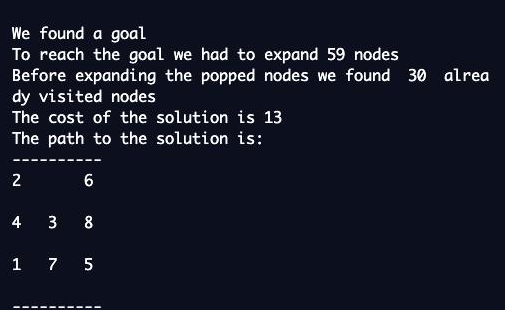 We found a goal
To reach the goal we had to expand 59 nodes
Before expanding the popped nodes we found  30  alrea
dy visited nodes
The cost of the solution is 13
The path to the solution is:
----------
2       6
4   3   8
1   7   5
----------